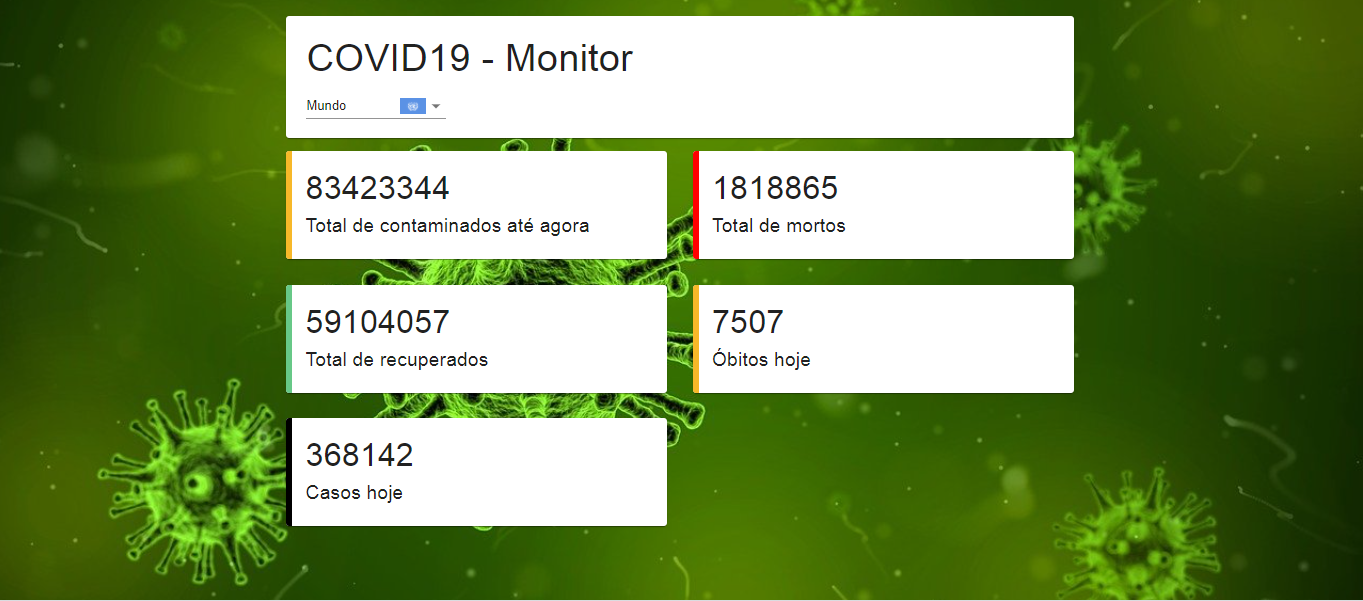 COVID19 - Monitor
Mundo
83423344
Total de contaminados até agora
1818865
Total de mortos
59104057
Total de recuperados
7507
Óbitos hoje
368142
Casos hoje